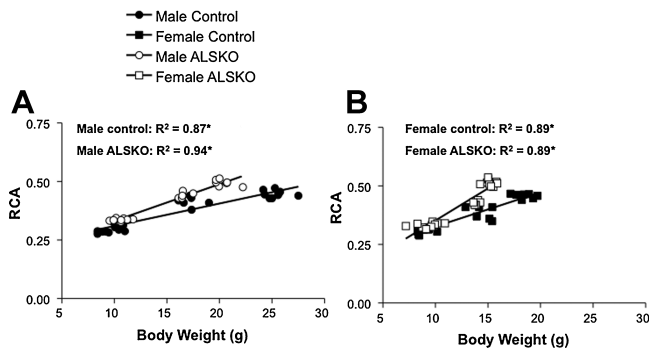 Male Control
Female Control
Male ALSKO
Female ALSKO
A
Male control: R² = 0.87*
Male ALSKO: R² = 0.94*
RCA
0.75
0.50
0.25
0.00
5
10
15
20
25
30
Body Weight (g)
B
Female control: R² = 0.89*
Female ALSKO: R² = 0.89*
RCA
0.75
0.50
0.25
0.00
5
10
15
20
25
30
Body Weight (g)